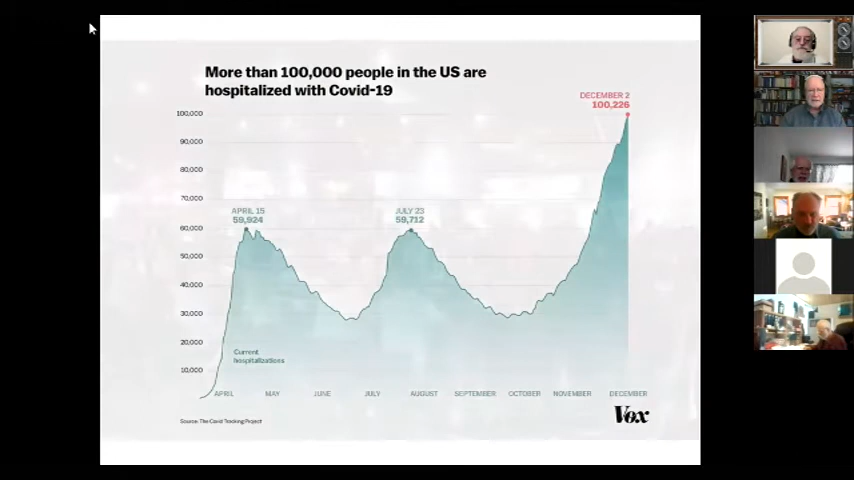 More than 100,000 people in the US are
hospitalized with Covid-19
DECEMBER 2
100,226
100,000
90,000
80,000
70,000
APRIL 15
59,924
JULY 23
59,712
60,000
50,000
40,000
30,000
20,000
10,000
Current
hospitalizations
APRIL MAY JUNE JULY AUGUST SEPTEMBER OCTOBER NOVEMBER DECEMBER
Source: The Covid Tracking Project
Vox